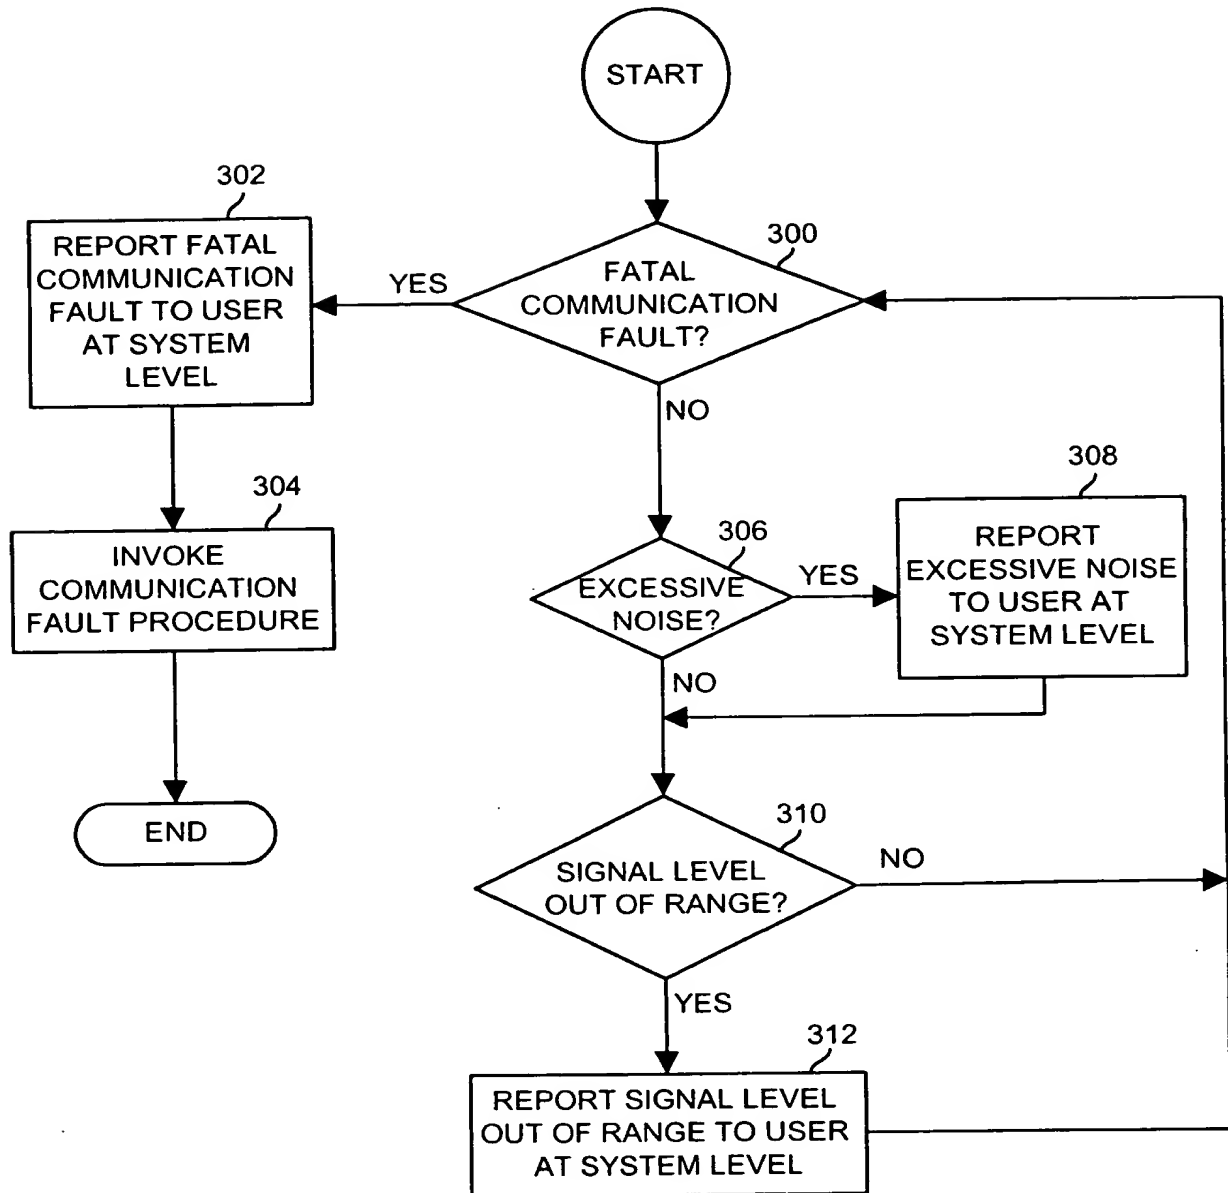 START
302
REPORT FATAL
COMMUNICATION
FAULT TO USER
AT SYSTEM
LEVEL
YES
300
FATAL
COMMUNICATION
FAULT?
NO
304
INVOKE
COMMUNICATION
FAULT PROCEDURE
306
EXCESSIVE
NOISE?
YES
308
REPORT
EXCESSIVE NOISE
TO USER AT
SYSTEM LEVEL
NO
END
310
SIGNAL LEVEL
OUT OF RANGE?
NO
YES
312
REPORT SIGNAL LEVEL
OUT OF RANGE TO USER
AT SYSTEM LEVEL